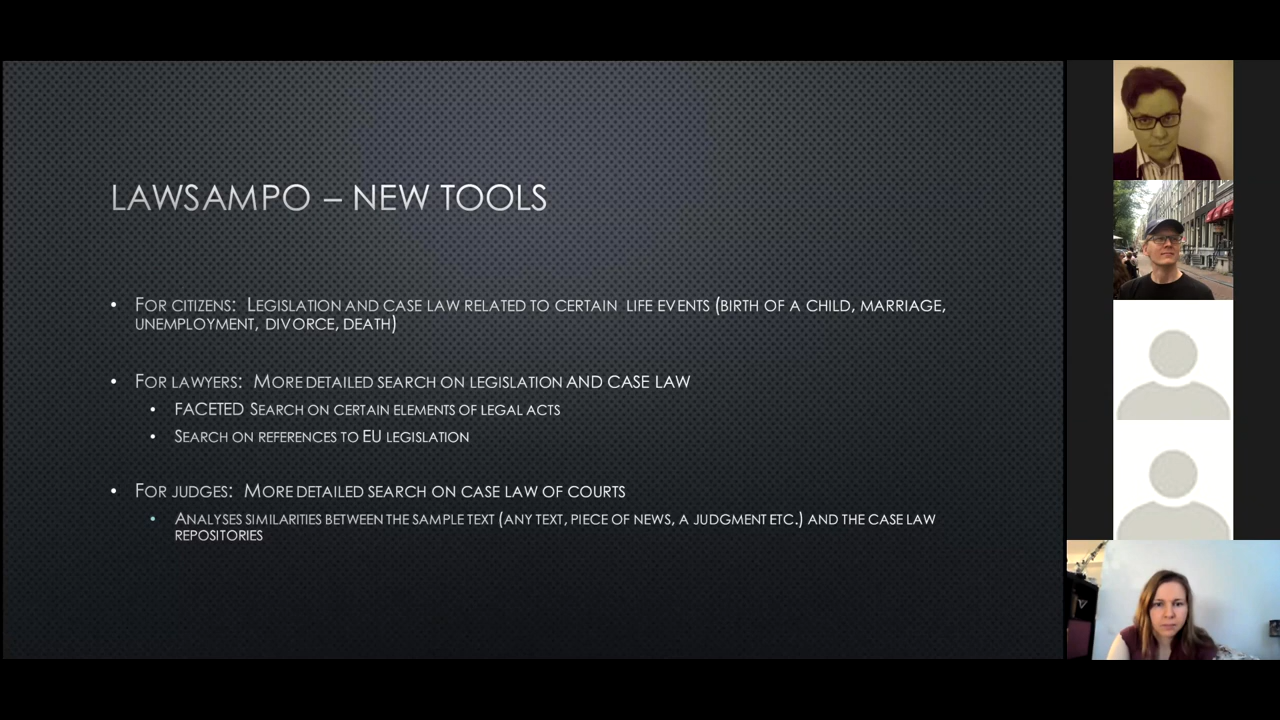 LAWSAMPO – NEW TOOLS
• FOR CITIZENS: LEGISLATION AND CASE LAW RELATED TO CERTAIN LIFE EVENTS (BIRTH OF A CHILD, MARRIAGE,
UNEMPLOYMENT, DIVORCE, DEATH)
• FOR LAWYERS: MORE DETAILED SEARCH ON LEGISLATION AND CASE LAW
• FACETED SEARCH ON CERTAIN ELEMENTS OF LEGAL ACTS
• SEARCH ON REFERENCES TO EU LEGISLATION
• FOR JUDGES: MORE DETAILED SEARCH ON CASE LAW OF COURTS
• ANALYSES SIMILARITIES BETWEEN THE SAMPLE TEXT (ANY TEXT, PIECE OF NEWS, A JUDGMENT ETC.) AND THE CASE LAW
REPOSITORIES